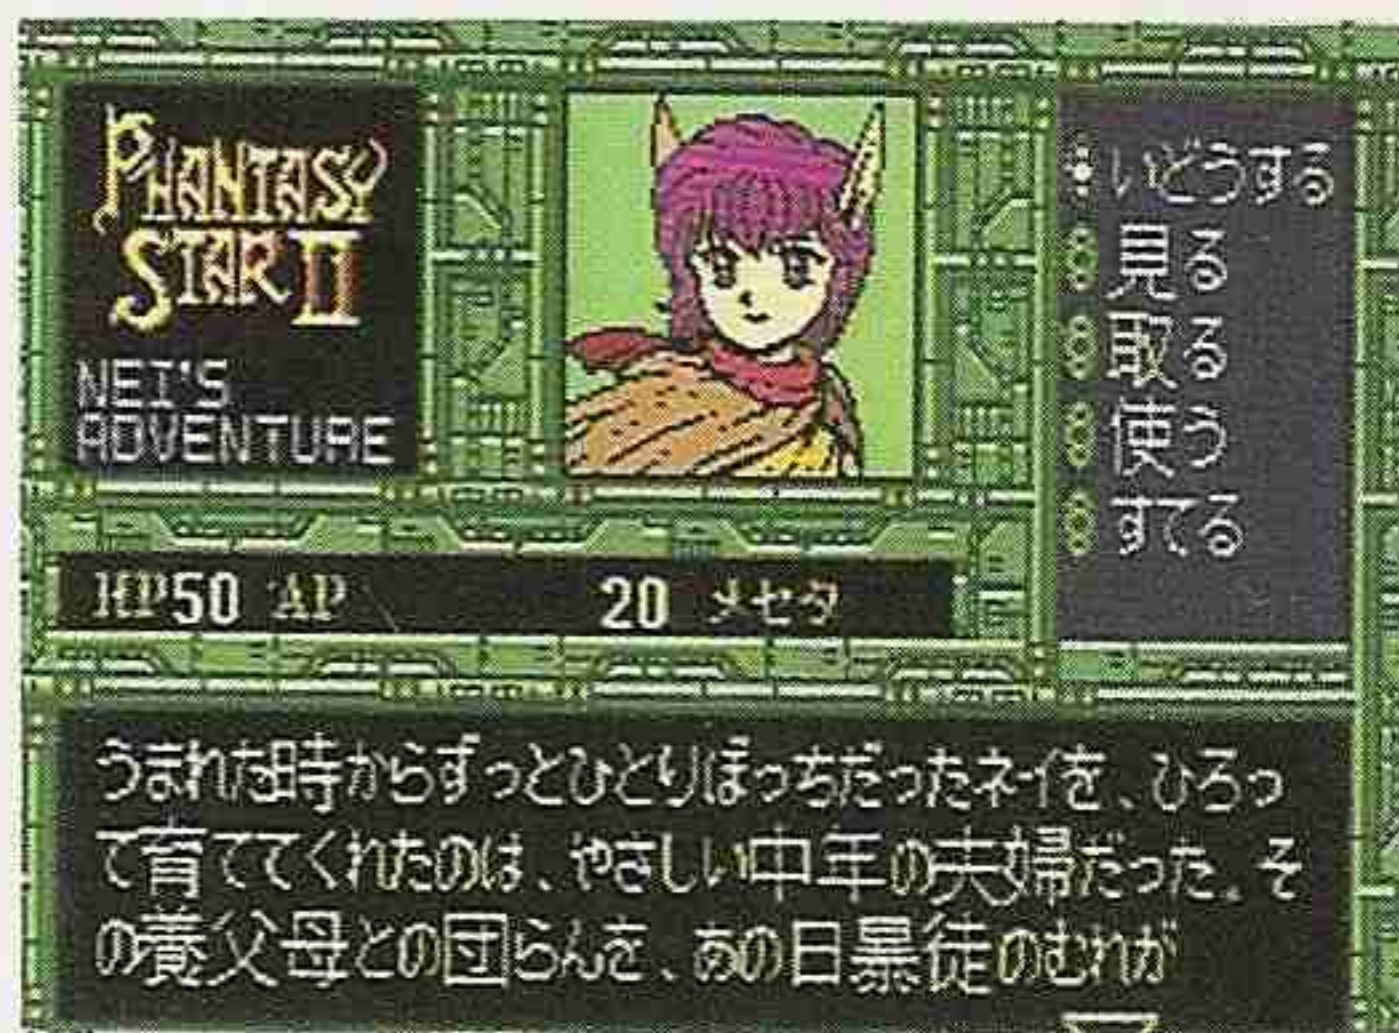 PHANTASY
STAR II
NEI'S
ADVENTURE
いどうする
見る
取る
使う
すてる
HP50 AP 20 メセタ
うまれた時からずっとひとりぼっちだったネイを、ひろっ
て育ててくれたのは、やさしい中年の夫婦だった。そ
の養父母との団らんを、あの日暴徒のむれが